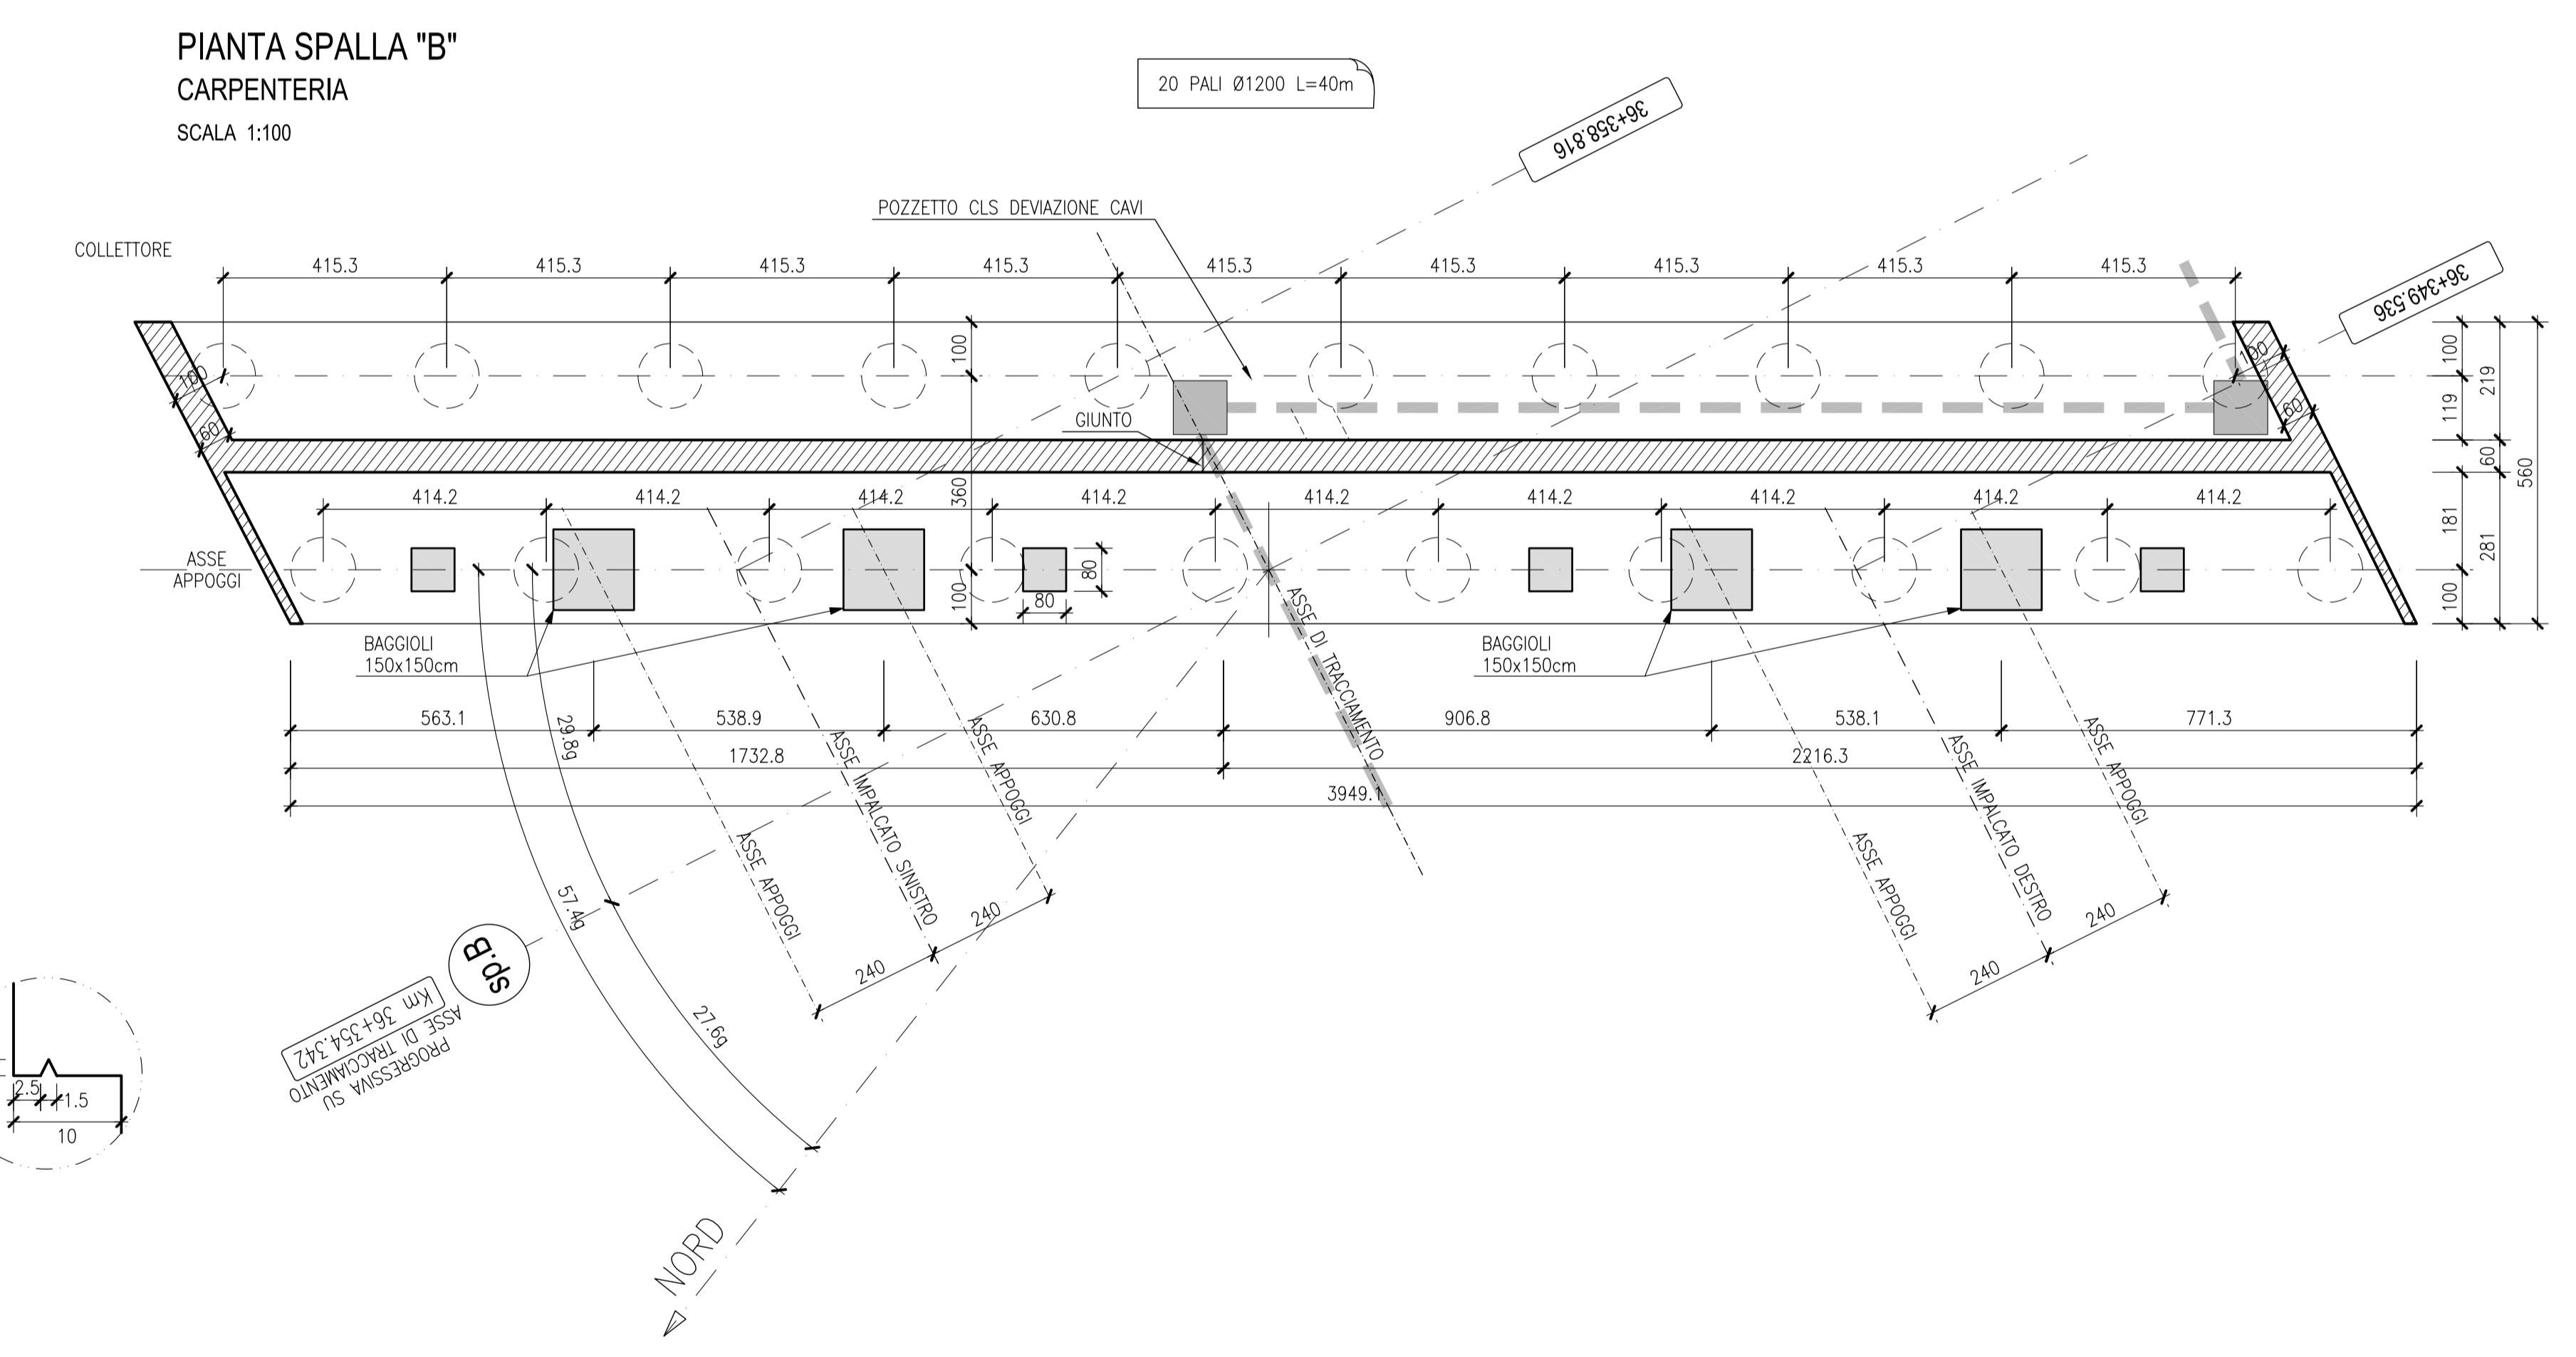 PIANTA SPALLA "B"
CARPENTERIA
SCALA 1:100
20 PALI Ø1200 L=40m
36+358.816
36+349.536
POZZETTO CLS DEVIAZIONE CAVI
COLLETTORE
415.3 415.3 415.3 415.3 415.3 415.3 415.3 415.3 415.3
100
100
100
100
119
219
60
60
60
GIUNTO
360
560
414.2 414.2 414.2 414.2 414.2 414.2 414.2 414.2 414.2
181
281
ASSE
APPOGGI
80
80
100
100
BAGGIOLI
150x150cm
BAGGIOLI
150x150cm
ASSE DI TRACCIAMENTO
563.1 538.9 630.8 906.8 538.1 771.3
1732.8 2216.3
3949.1
29.8g
57.4g
27.6g
ASSE APPOGGI
ASSE IMPALCATO SINISTRO
ASSE APPOGGI
ASSE APPOGGI
ASSE IMPALCATO DESTRO
ASSE APPOGGI
240
240
240
240
sp.B
PROGRESSIVA SU
ASSE DI TRACCIAMENTO
Km 36+354.342
2.5
1.5
10
NORD